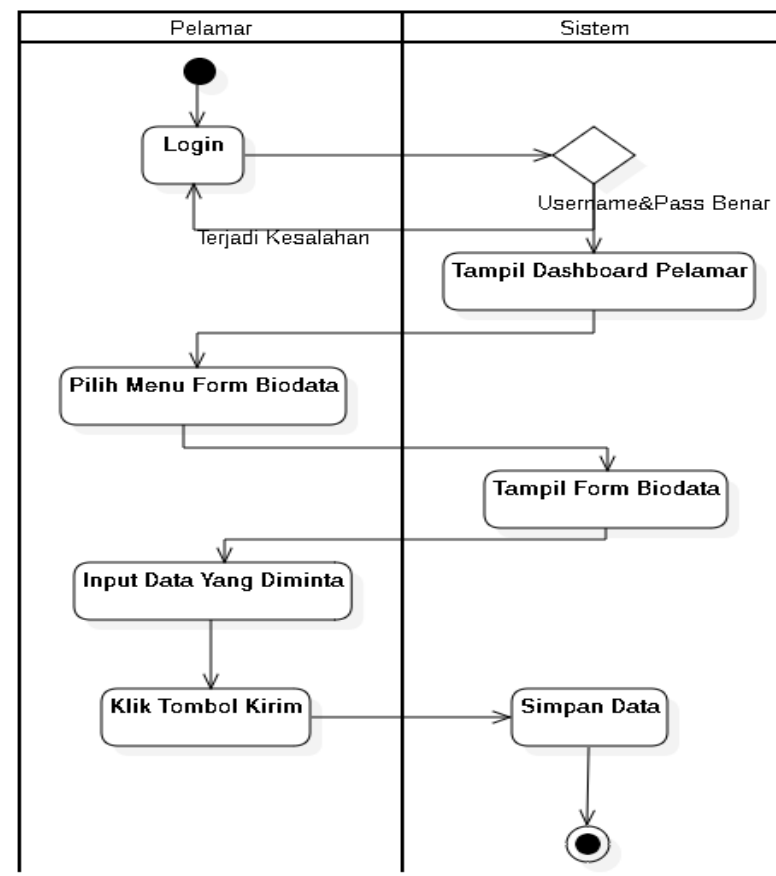 Pelamar
Sistem
Login
Username&Pass Benar
Terjadi Kesalahan
Tampil Dashboard Pelamar
Pilih Menu Form Biodata
Tampil Form Biodata
Input Data Yang Diminta
Klik Tombol Kirim
Simpan Data